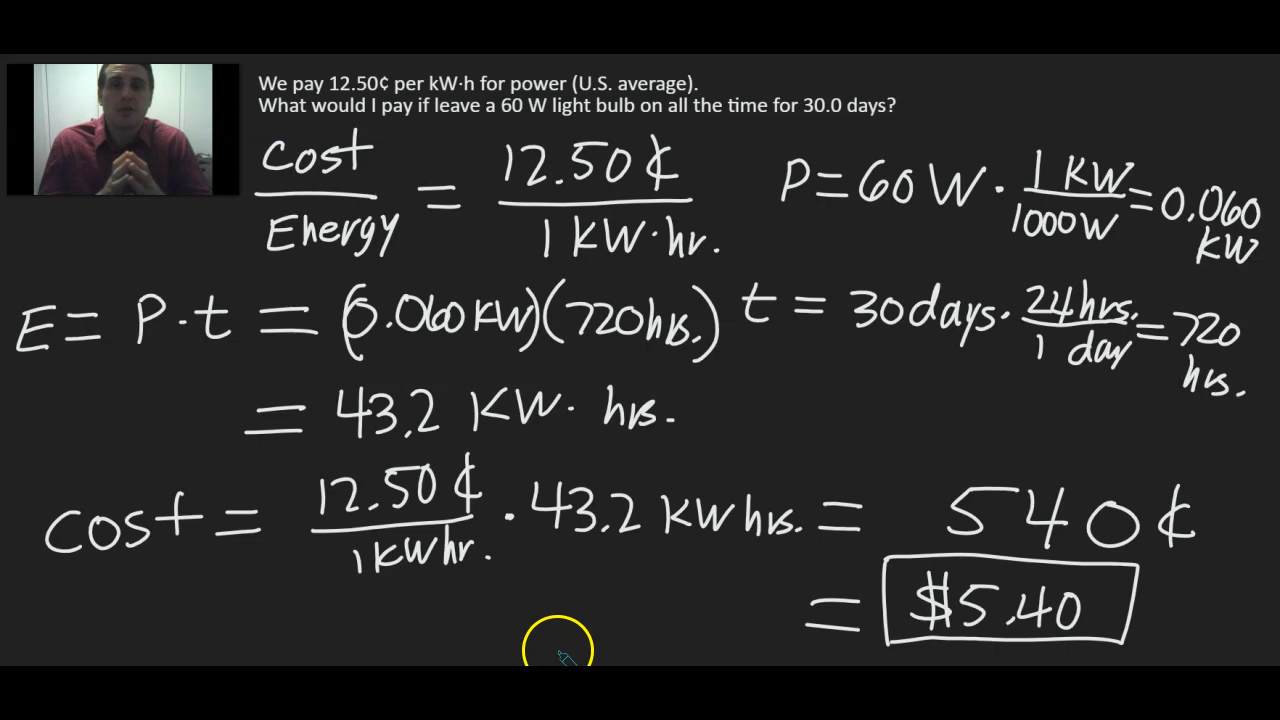 We pay 12.50¢ per kW·h for power (U.S. average).
What would I pay if leave a 60 W light bulb on all the time for 30.0 days?
Cost / Energy = 12.50 ¢ / 1 KW·hr.
P = 60 W · 1 KW / 1000 W = 0.060 KW
E = P·t = (0.060 KW)(720 hrs.)
t = 30 days · 24 hrs. / 1 day = 720 hrs.
= 43.2 KW· hrs.
Cost = 12.50 ¢ / 1 KW hr. · 43.2 KW hrs. = 540 ¢
= $5.40